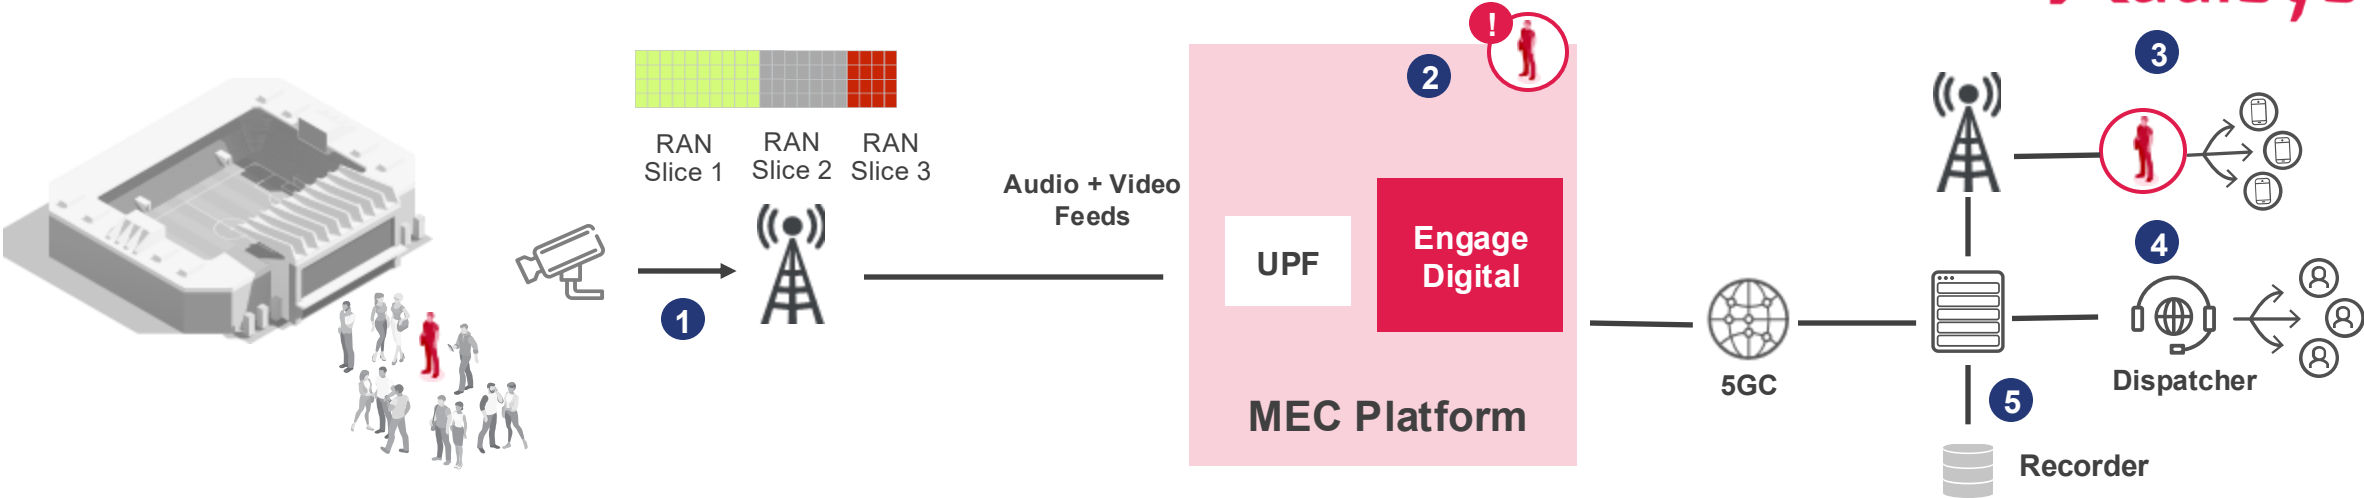 RAN
Slice 1
RAN
Slice 2
RAN
Slice 3
1
Audio + Video
Feeds
2
!
UPF
Engage
Digital
MEC Platform
5GC
3
4
Dispatcher
5
Recorder